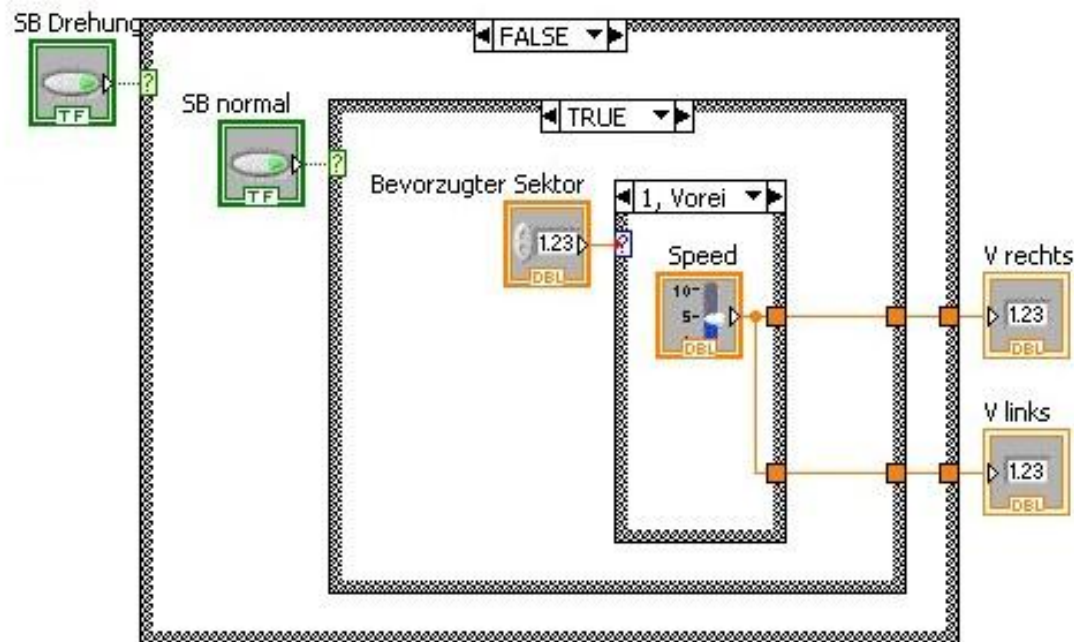 SB Drehung
FALSE
?
TF
SB normal
TRUE
?
TF
Bevorzugter Sektor
1, Vorei
1.23
?
DBL
Speed
10-
5-
DBL
V rechts
1.23
DBL
V links
1.23
DBL